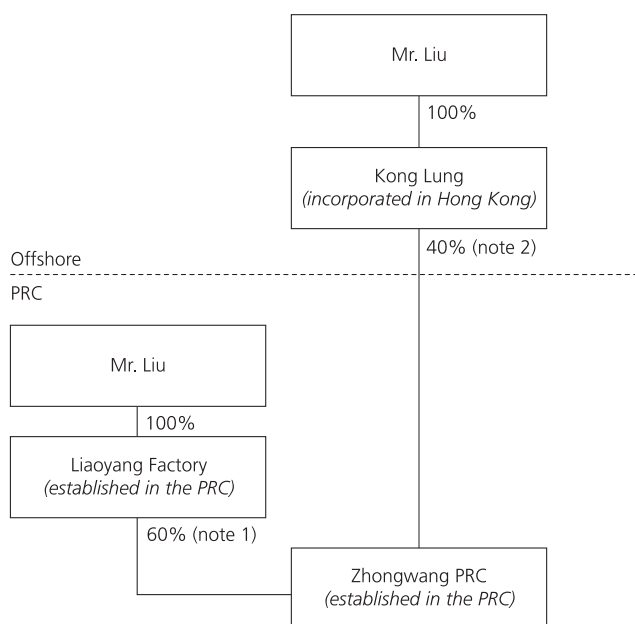 Mr. Liu
100%
Kong Lung
(incorporated in Hong Kong)
40% (note 2)
Offshore
PRC
Mr. Liu
100%
Liaoyang Factory
(established in the PRC)
60% (note 1)
Zhongwang PRC
(established in the PRC)